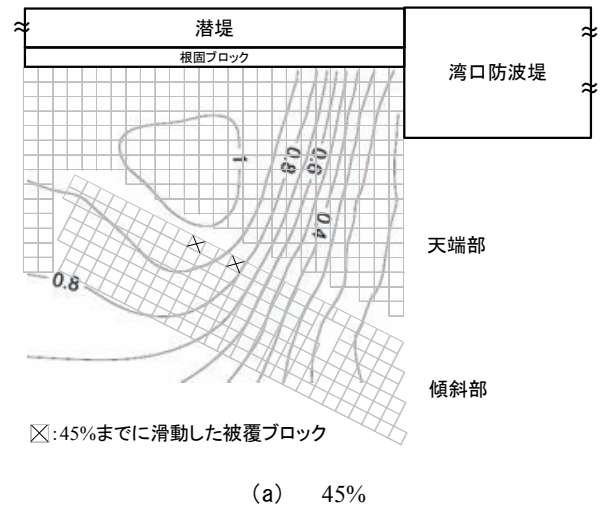 潜堤
根固ブロック
湾口防波堤
1
0.8
0.6
0.4
天端部
0.8
傾斜部
☒:45%までに滑動した被覆ブロック
(a) 45%